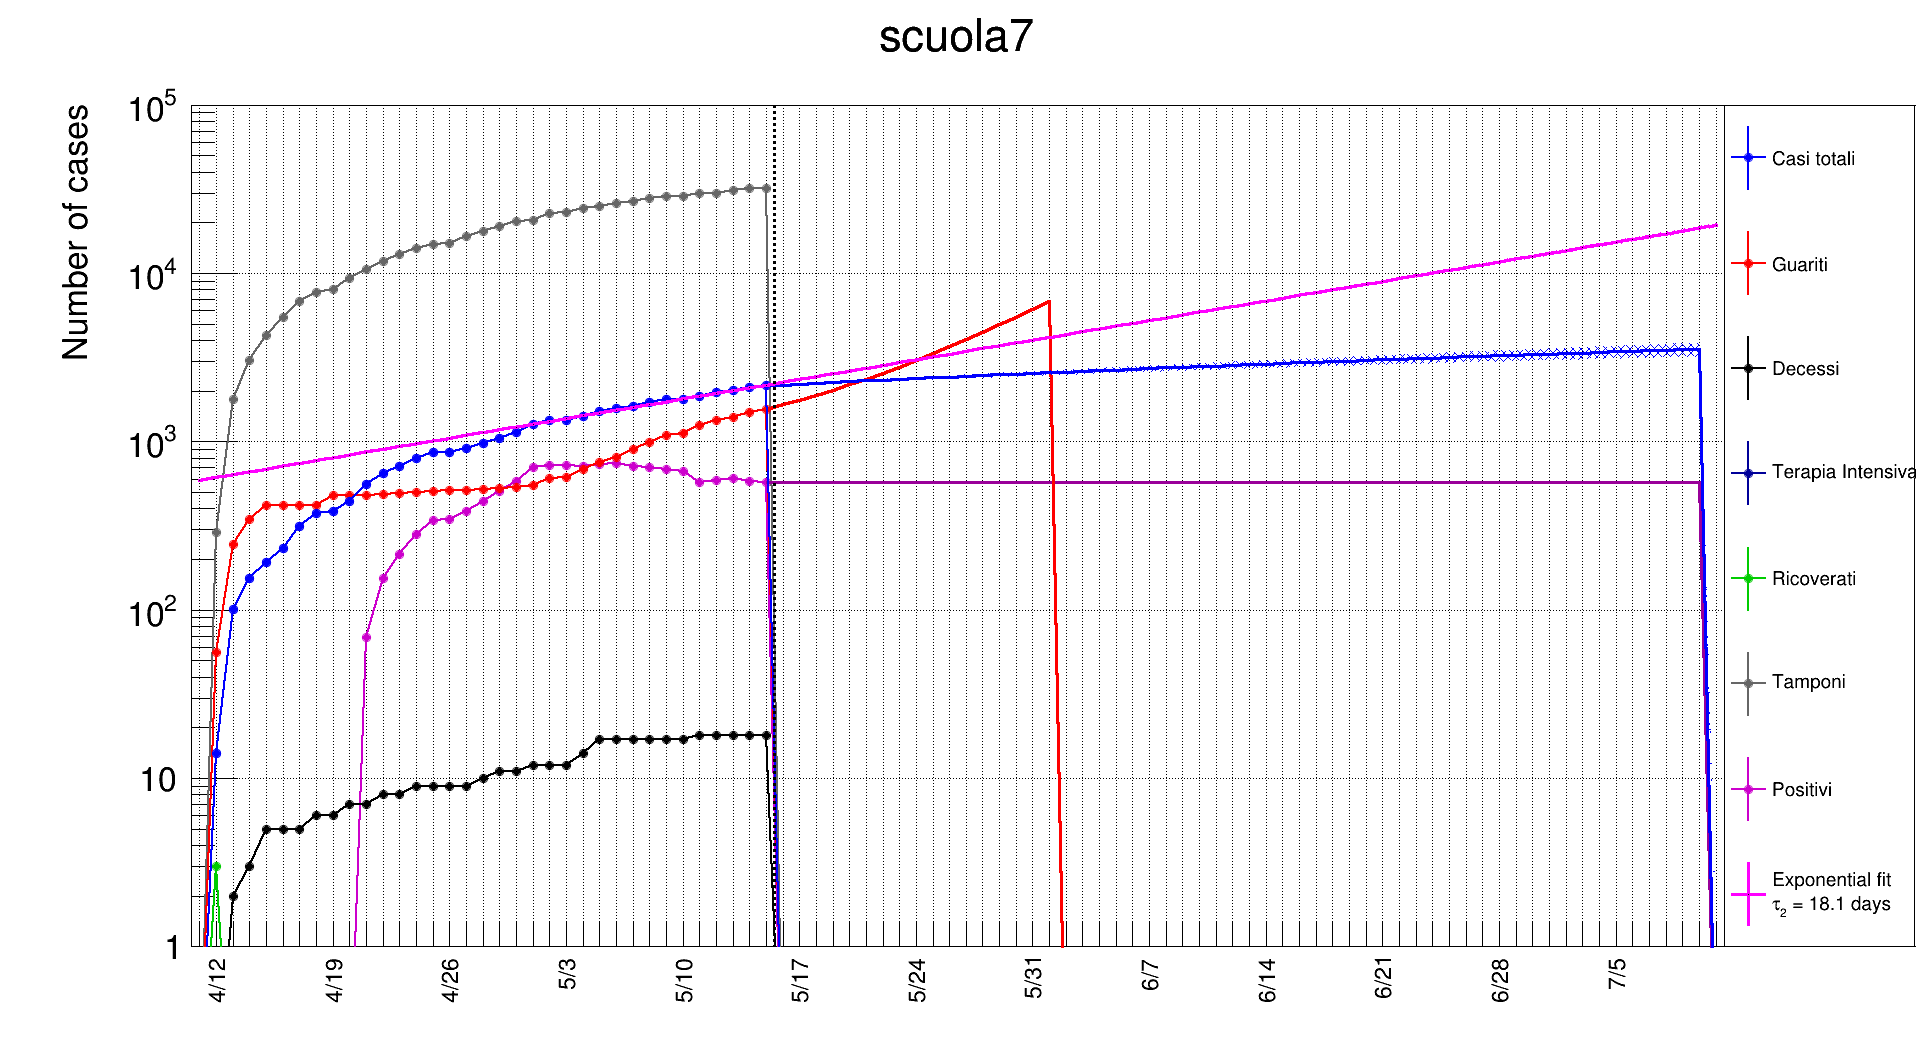 scuola7
Number of cases
10^5
10^4
10^3
10^2
10
1
4/12
4/19
4/26
5/3
5/10
5/17
5/24
5/31
6/7
6/14
6/21
6/28
7/5
Casi totali
Guariti
Decessi
Terapia Intensiva
Ricoverati
Tamponi
Positivi
Exponential fit
τ₂ = 18.1 days